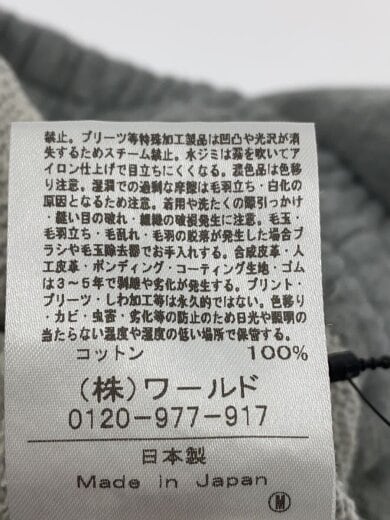 禁止。プリーツ等特殊加工製品は凹凸や光沢が消
失するためスチーム禁止。水ジミは霧を吹いてア
イロン仕上げで目立ちにくくなる。濃色品は色移
り注意。湿潤での過剰な摩擦は毛羽立ち・白化の
原因となるため注意。着用や洗たくの際引っかけ
・縫い目の破れ・組織の破損発生に注意。毛玉・
毛羽立ち・毛乱れ・毛羽の脱落が発生した場合ブ
ラシや毛玉除去器でお手入れする。合成皮革・人
工皮革・ボンディング・コーティング生地・ゴム
は3～5年で剥離や劣化が発生する。プリント・
プリーツ・しわ加工等は永久的ではない。色移り
・カビ・虫害・劣化等の防止のため日光や照明の
当たらない温度や湿度の低い場所で保管する。
コットン 100%
(株)ワールド
0120-977-917
日本製
Made in Japan
M